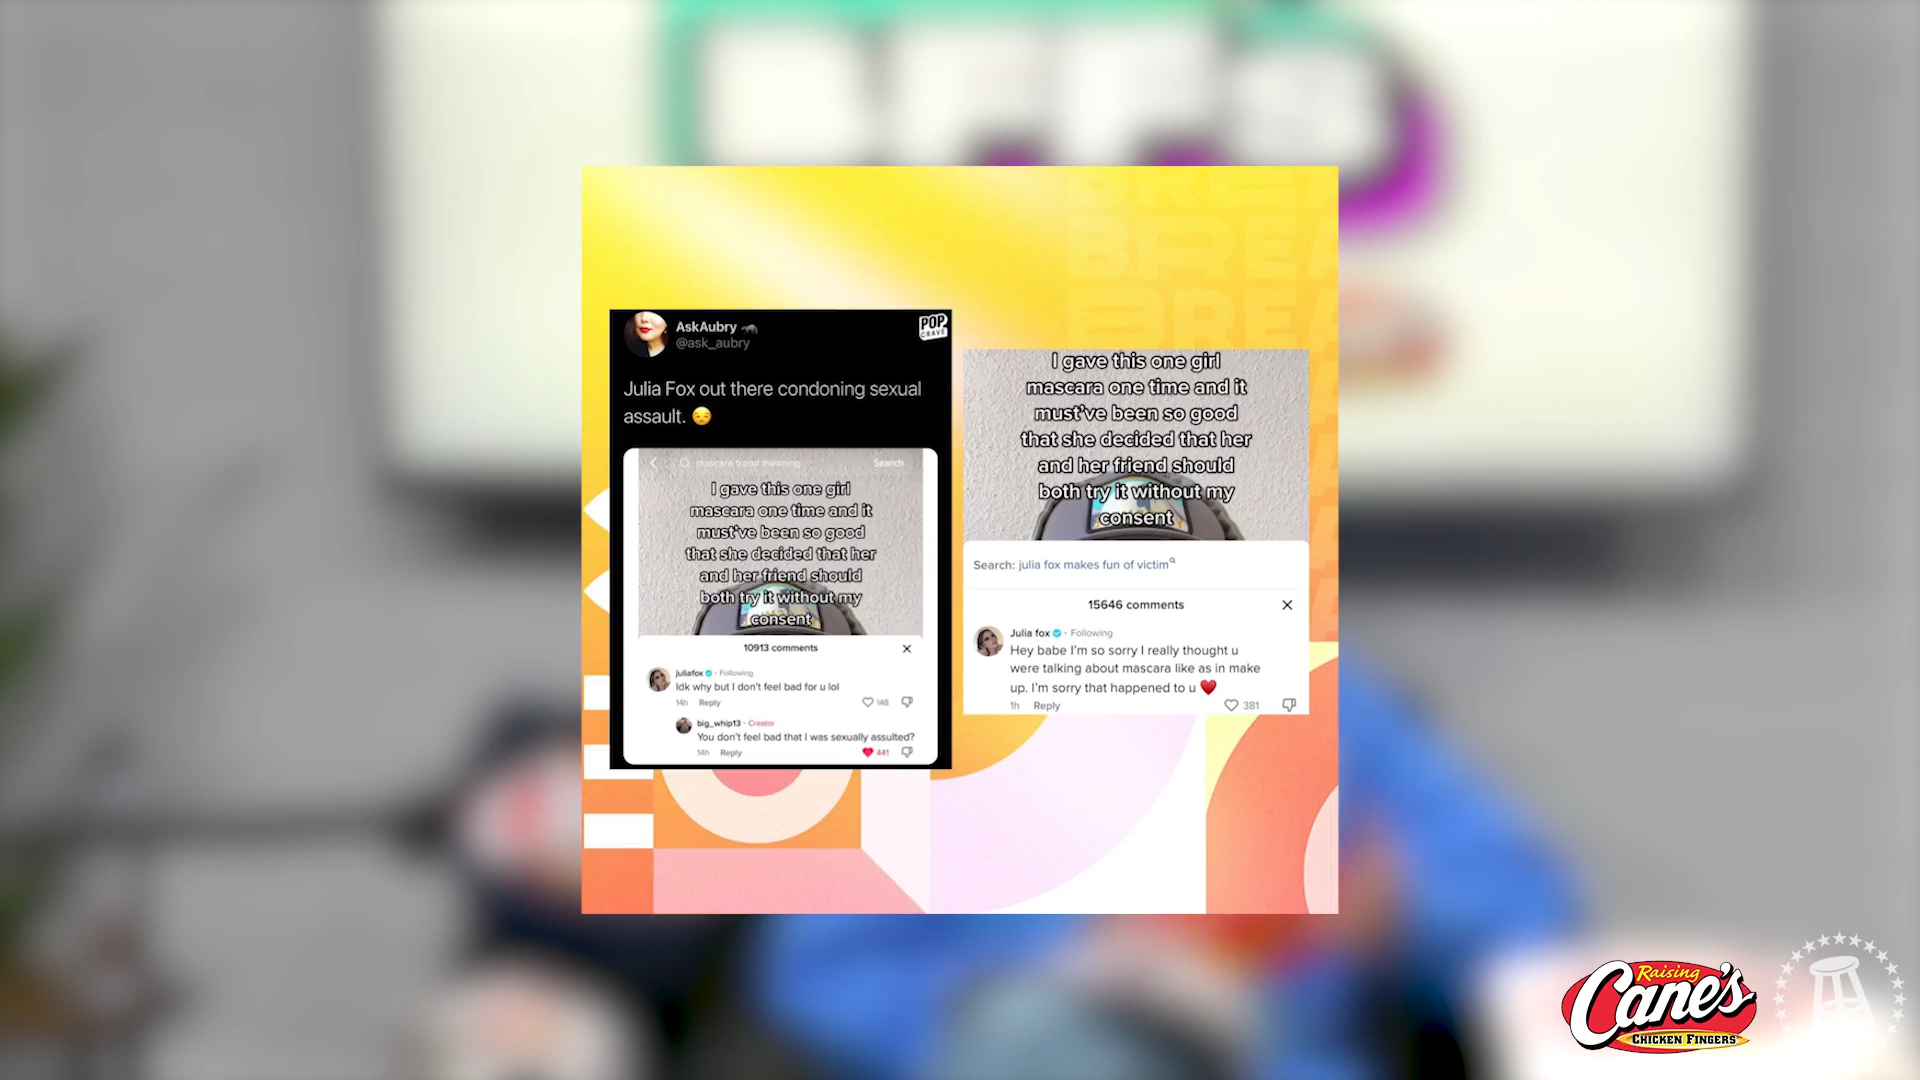 AskAubry
@ask_aubry
POP
CRAVE
Julia Fox out there condoning sexual
assault. 😒
mascara trend meaning
Search
I gave this one girl
mascara one time and it
must've been so good
that she decided that her
and her friend should
both try it without my
consent
10913 comments
juliafox · Following
Idk why but I don't feel bad for u lol
14h Reply 148
big_whip13 · Creator
You don't feel bad that I was sexually assulted?
14h Reply 441
BREA
BREA
BREA
I gave this one girl
mascara one time and it
must've been so good
that she decided that her
and her friend should
both try it without my
consent
Search: julia fox makes fun of victim
15646 comments
Julia fox · Following
Hey babe I'm so sorry I really thought u
were talking about mascara like as in make
up. I'm sorry that happened to u ❤️
1h Reply 381
Raising
Cane's
CHICKEN FINGERS